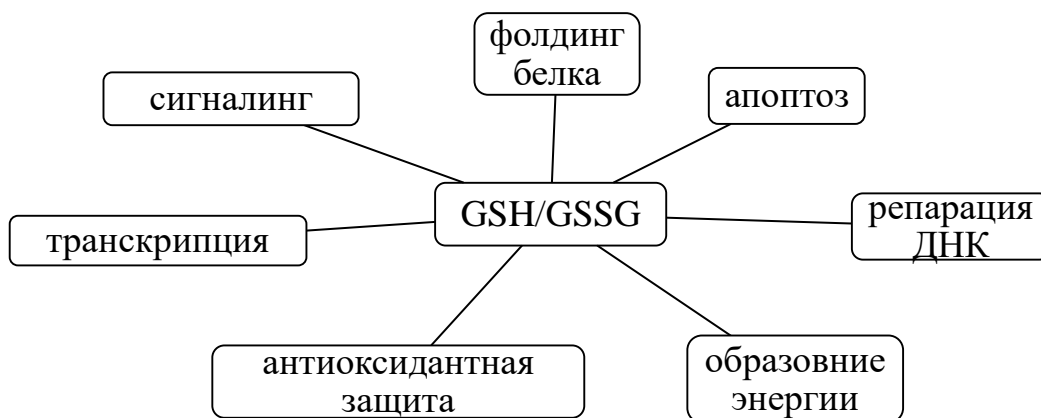 фолдинг
белка
сигналинг
апоптоз
GSH/GSSG
репарация
ДНК
транскрипция
антиоксидантная
защита
образовние
энергии